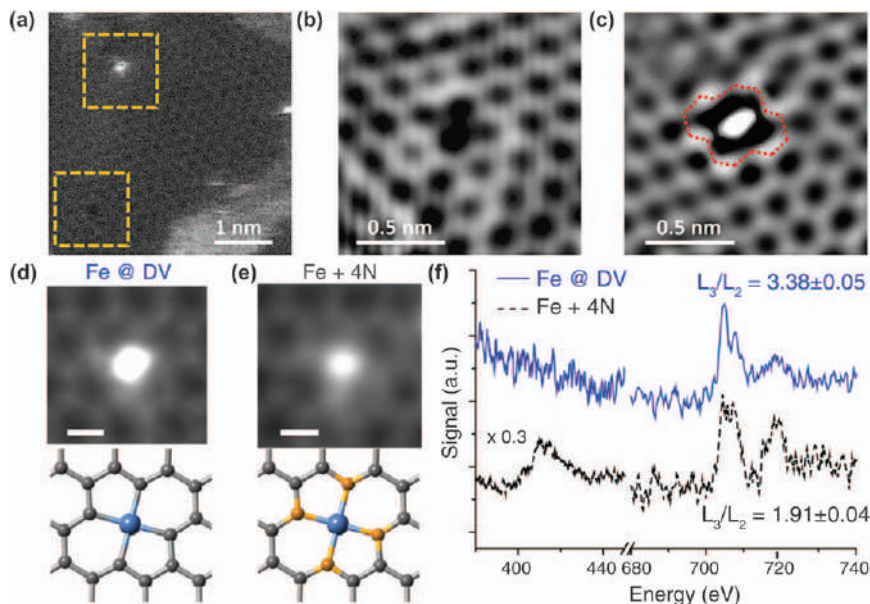 (a)
(b)
(c)
1 nm
0.5 nm
0.5 nm
(d)
Fe @ DV
(e)
Fe + 4N
(f)
Fe @ DV
L₃/L₂ = 3.38±0.05
Fe + 4N
Signal (a.u.)
x 0.3
L₃/L₂ = 1.91±0.04
400
440
680
700
720
740
Energy (eV)